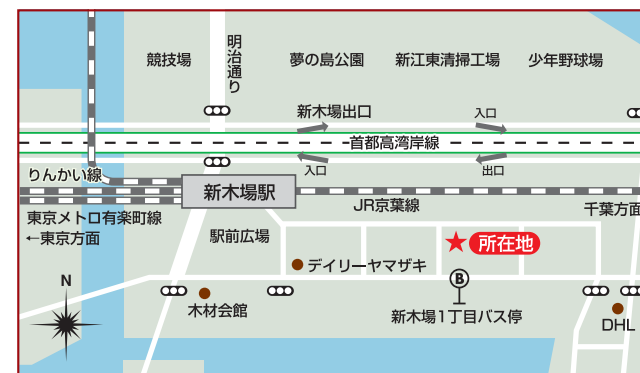 競技場
明治通り
夢の島公園
新江東清掃工場
少年野球場
新木場出口
入口
首都高湾岸線
入口
出口
りんかい線
新木場駅
JR京葉線
千葉方面
東京メトロ有楽町線
←東京方面
駅前広場
所在地
デイリーヤマザキ
B
N
木材会館
新木場1丁目バス停
DHL